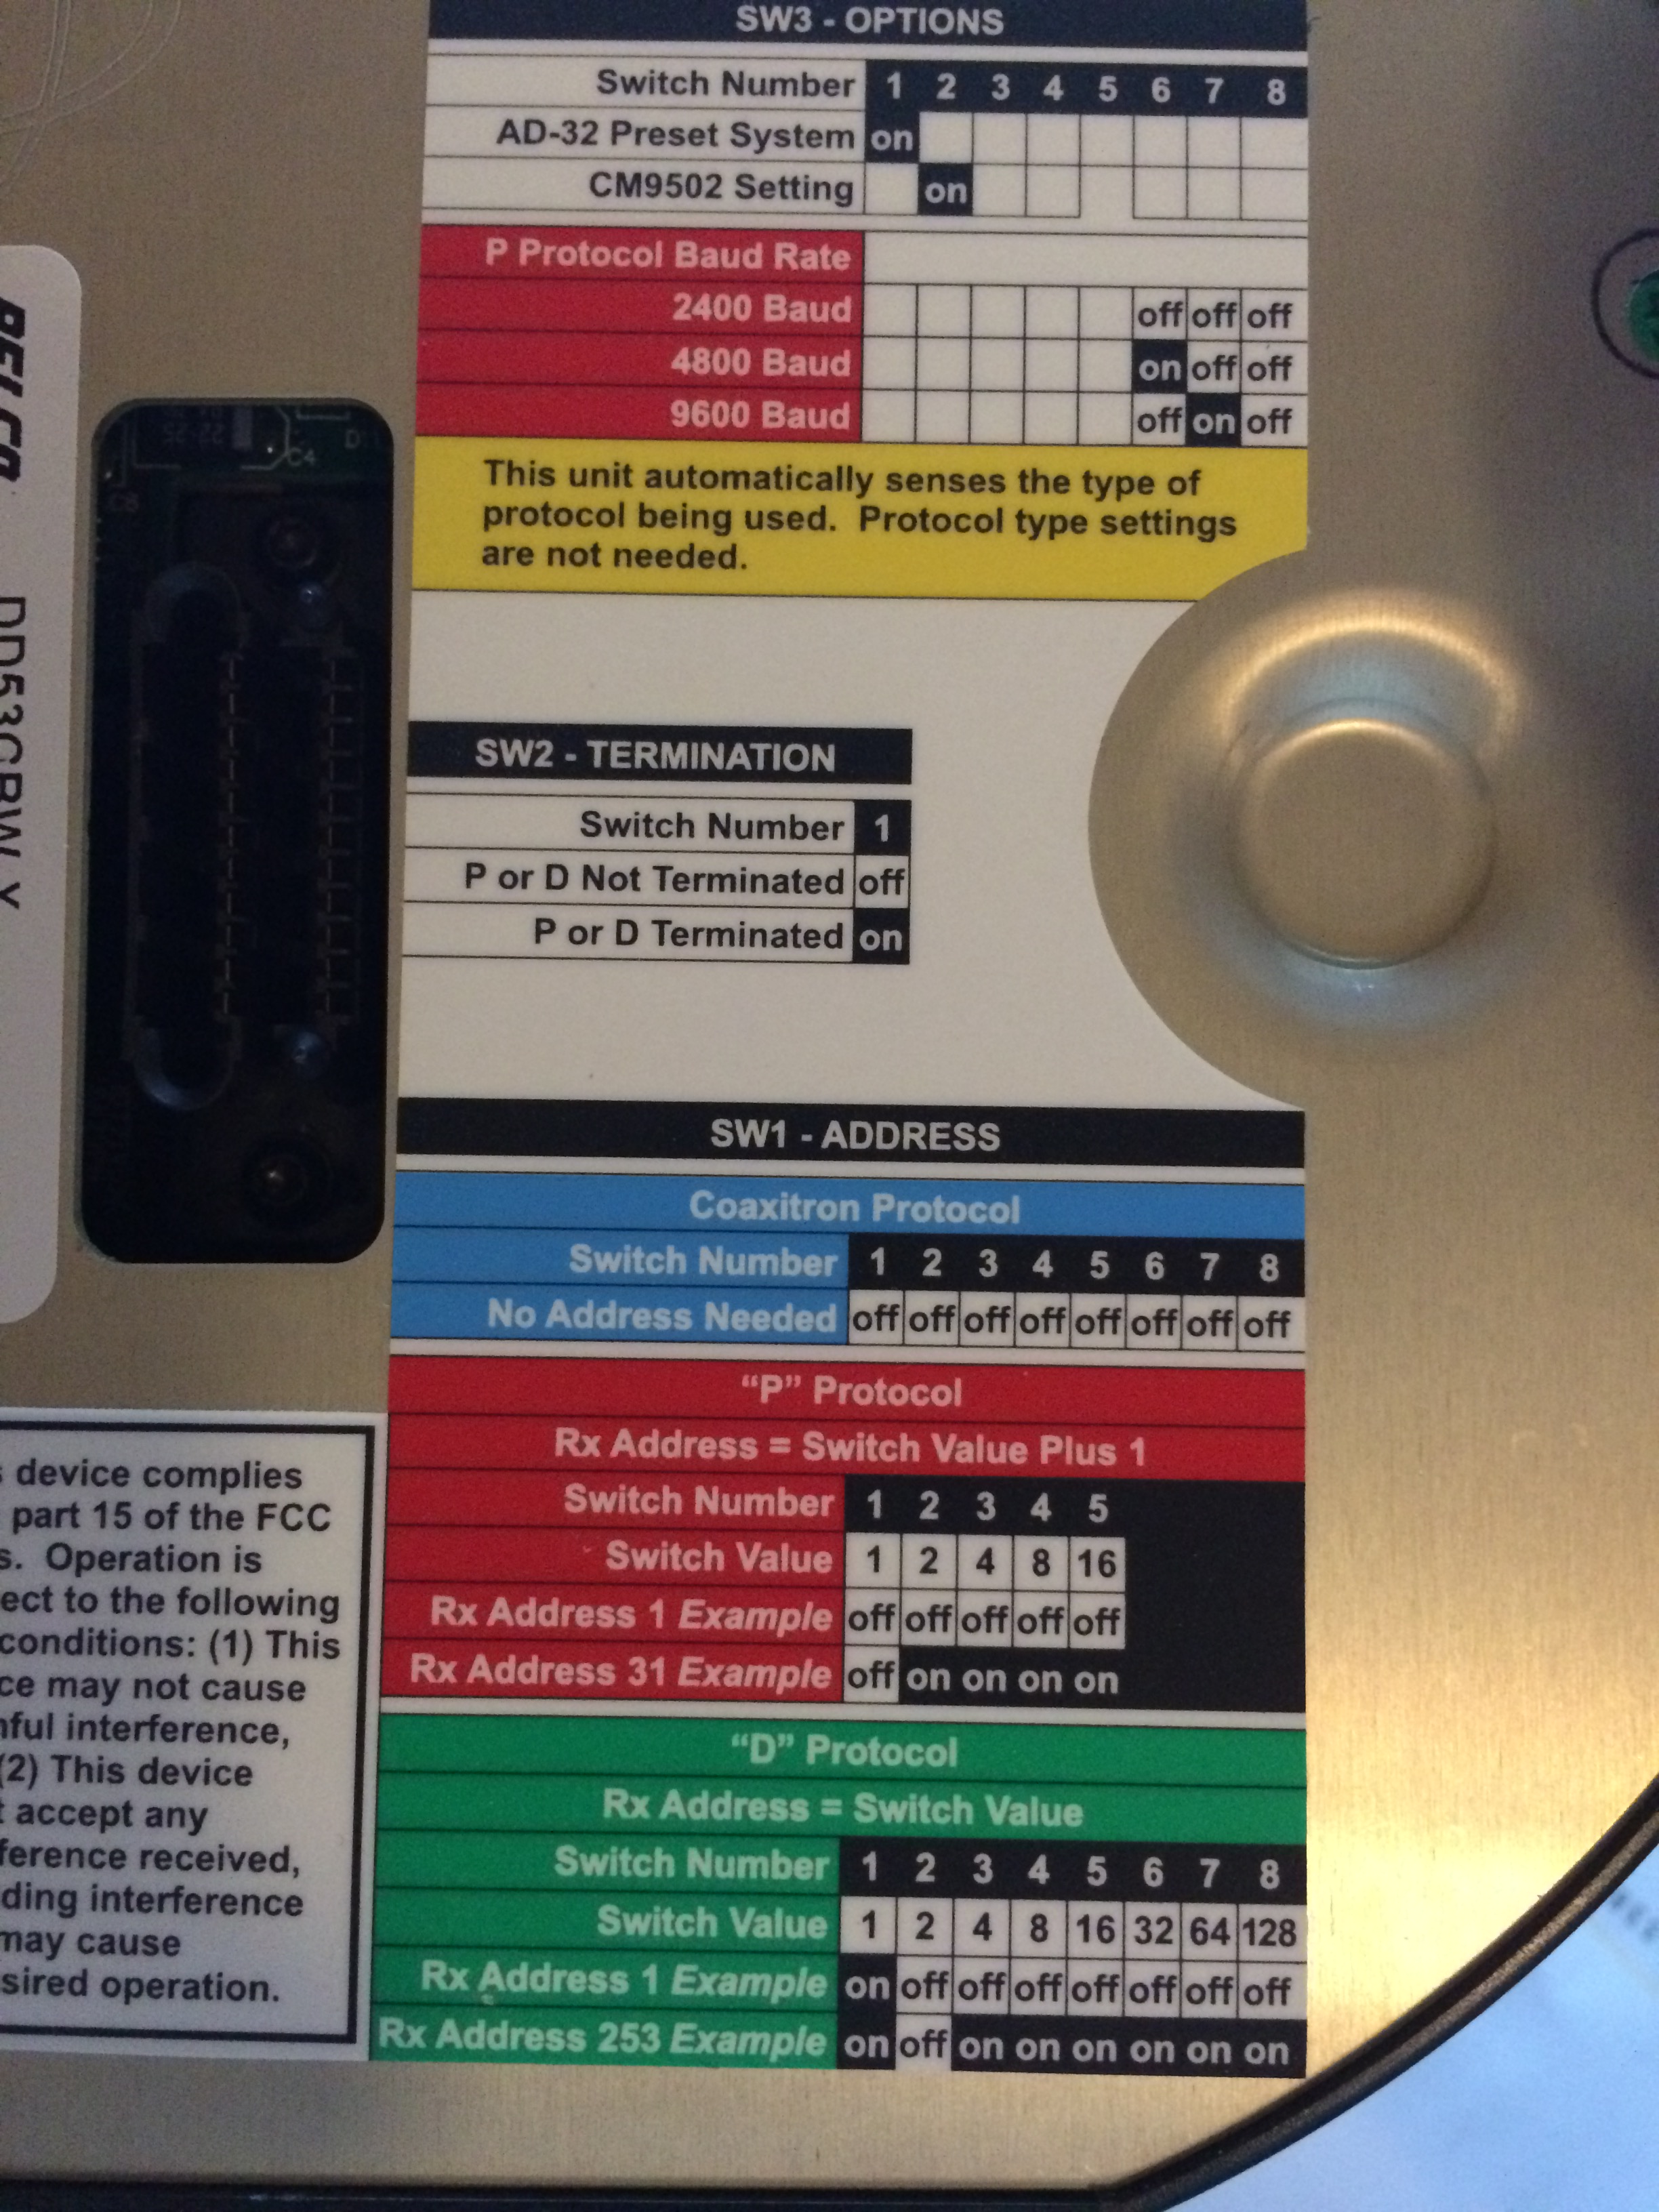 SW3 - OPTIONS
Switch Number 1 2 3 4 5 6 7 8
AD-32 Preset System on
CM9502 Setting on
P Protocol Baud Rate
2400 Baud off off off
4800 Baud on off off
9600 Baud off on off
This unit automatically senses the type of
protocol being used. Protocol type settings
are not needed.
SW2 - TERMINATION
Switch Number 1
P or D Not Terminated off
P or D Terminated on
SW1 - ADDRESS
Coaxitron Protocol
Switch Number 1 2 3 4 5 6 7 8
No Address Needed off off off off off off off off
“P” Protocol
Rx Address = Switch Value Plus 1
Switch Number 1 2 3 4 5
Switch Value 1 2 4 8 16
Rx Address 1 Example off off off off off
Rx Address 31 Example off on on on on
“D” Protocol
Rx Address = Switch Value
Switch Number 1 2 3 4 5 6 7 8
Switch Value 1 2 4 8 16 32 64 128
Rx Address 1 Example on off off off off off off off
Rx Address 253 Example on off on on on on on on
PELCO
C4
device complies
part 15 of the FCC
Operation is
ect to the following
conditions: (1) This
ce may not cause
ful interference,
(2) This device
t accept any
ference received,
ding interference
may cause
sired operation.